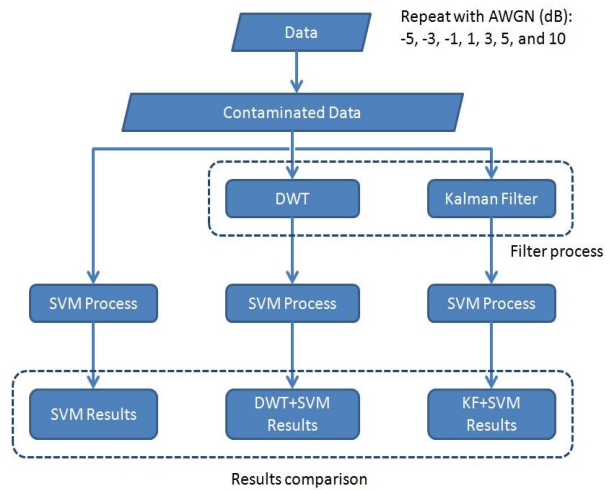 Data
Repeat with AWGN (dB):
-5, -3, -1, 1, 3, 5, and 10
Contaminated Data
DWT
Kalman Filter
Filter process
SVM Process
SVM Process
SVM Process
SVM Results
DWT+SVM
Results
KF+SVM
Results
Results comparison